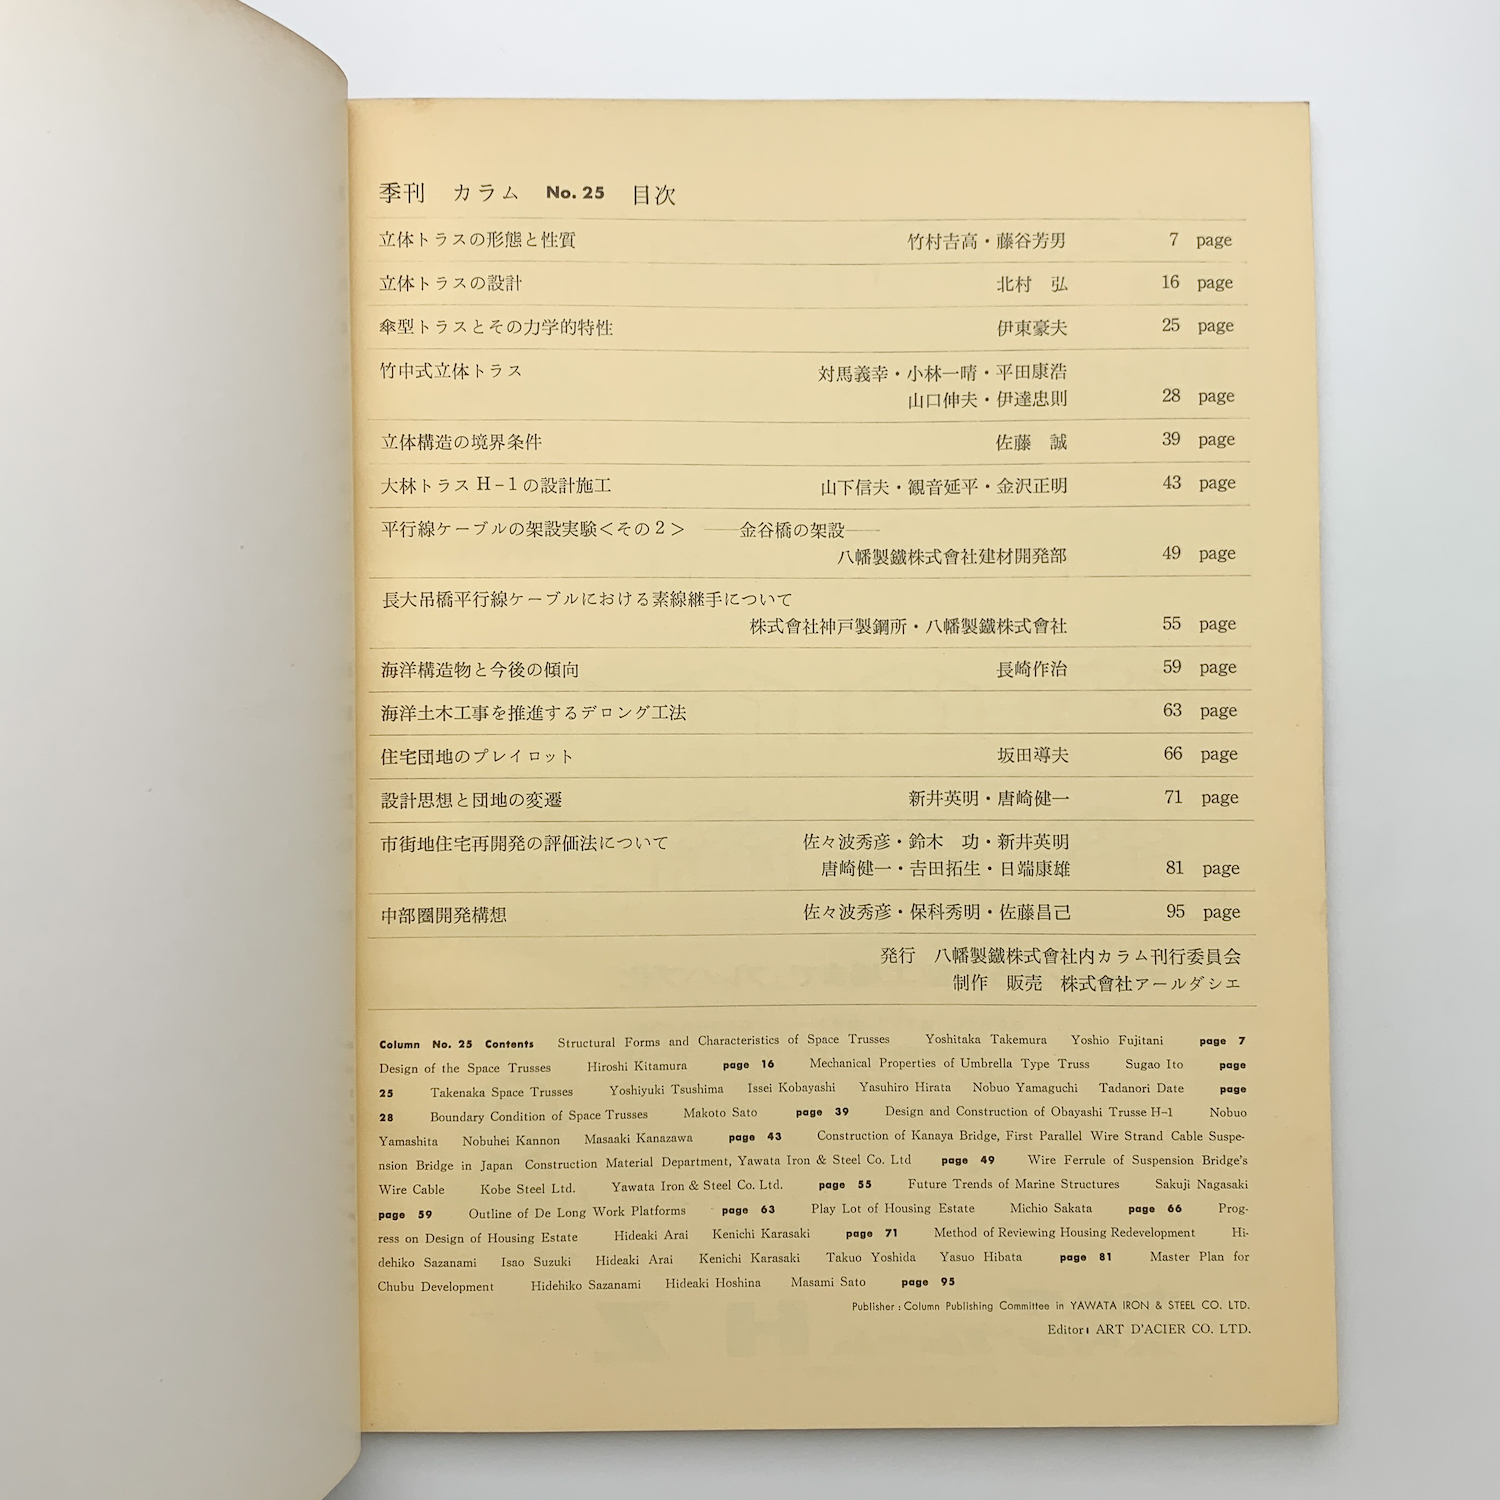 季刊 カラム No. 25 目次
立体トラスの形態と性質 竹村吉高・藤谷芳男 7 page
立体トラスの設計 北村 弘 16 page
傘型トラスとその力学的特性 伊東豪夫 25 page
竹中式立体トラス 対馬義幸・小林一晴・平田康浩
山口伸夫・伊達忠則 28 page
立体構造の境界条件 佐藤 誠 39 page
大林トラス H-1の設計施工 山下信夫・観音延平・金沢正明 43 page
平行線ケーブルの架設実験<その2> ——金谷橋の架設——
八幡製鐵株式會社建材開発部 49 page
長大吊橋平行線ケーブルにおける素線継手について
株式會社神戸製鋼所・八幡製鐵株式會社 55 page
海洋構造物と今後の傾向 長崎作治 59 page
海洋土木工事を推進するデロング工法 63 page
住宅団地のプレイロット 坂田導夫 66 page
設計思想と団地の変遷 新井英明・唐崎健一 71 page
市街地住宅再開発の評価法について 佐々波秀彦・鈴木 功・新井英明
唐崎健一・吉田拓生・日端康雄 81 page
中部圏開発構想 佐々波秀彦・保科秀明・佐藤昌己 95 page
発行 八幡製鐵株式會社内カラム刊行委員会
制作 販売 株式會社アールダシエ
Column No. 25 Contents Structural Forms and Characteristics of Space Trusses Yoshitaka Takemura Yoshio Fujitani page 7
Design of the Space Trusses Hiroshi Kitamura page 16 Mechanical Properties of Umbrella Type Truss Sugao Ito page
25 Takenaka Space Trusses Yoshiyuki Tsushima Issei Kobayashi Yasuhiro Hirata Nobuo Yamaguchi Tadanori Date page
28 Boundary Condition of Space Trusses Makoto Sato page 39 Design and Construction of Obayashi Trusse H-1 Nobuo
Yamashita Nobuhei Kannon Masaaki Kanazawa page 43 Construction of Kanaya Bridge, First Parallel Wire Strand Cable Suspe-
nsion Bridge in Japan Construction Material Department, Yawata Iron & Steel Co. Ltd page 49 Wire Ferrule of Suspension Bridge's
Wire Cable Kobe Steel Ltd. Yawata Iron & Steel Co. Ltd. page 55 Future Trends of Marine Structures Sakuji Nagasaki
page 59 Outline of De Long Work Platforms page 63 Play Lot of Housing Estate Michio Sakata page 66 Prog-
ress on Design of Housing Estate Hideaki Arai Kenichi Karasaki page 71 Method of Reviewing Housing Redevelopment Hi-
dehiko Sazanami Isao Suzuki Hideaki Arai Kenichi Karasaki Takuo Yoshida Yasuo Hibata page 81 Master Plan for
Chubu Development Hidehiko Sazanami Hideaki Hoshina Masami Sato page 95
Publisher : Column Publishing Committee in YAWATA IRON & STEEL CO. LTD.
Editor: ART D'ACIER CO. LTD.